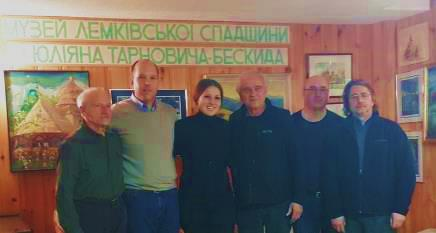 МУЗЕЙ ЛЕМКІВСЬКОЇ СПАДЩИНИ
ЮЛІЯНА ТАРНОВИЧА-БЕСКИДА